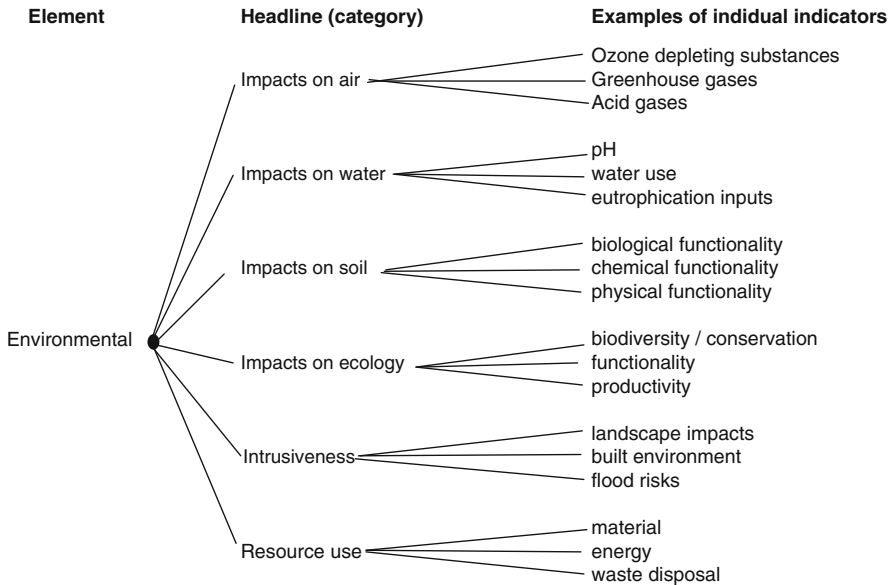 Element Headline (category) Examples of indidual indicators
Impacts on air
Ozone depleting substances
Greenhouse gases
Acid gases
Impacts on water
pH
water use
eutrophication inputs
Impacts on soil
biological functionality
chemical functionality
physical functionality
Environmental
Impacts on ecology
biodiversity / conservation
functionality
productivity
Intrusiveness
landscape impacts
built environment
flood risks
Resource use
material
energy
waste disposal